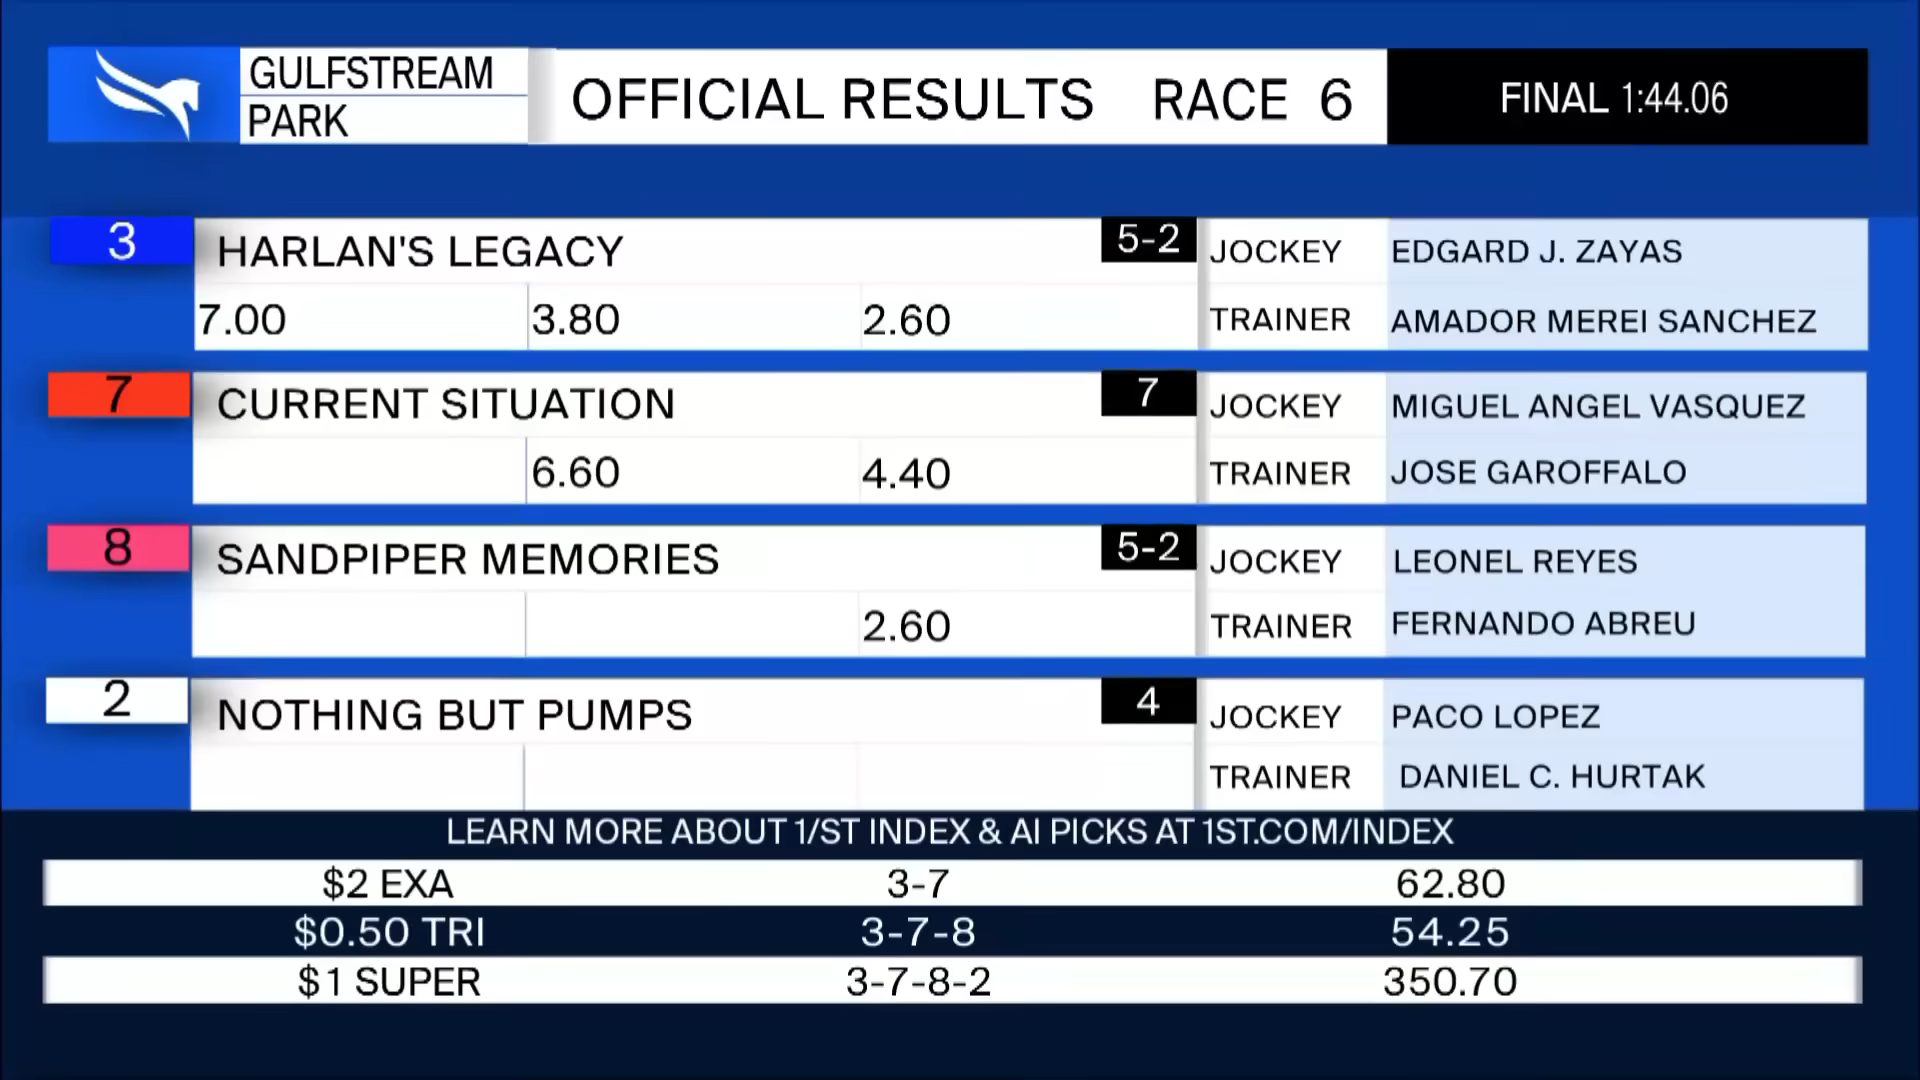 GULFSTREAM
PARK
OFFICIAL RESULTS RACE 6
FINAL 1:44.06
3 HARLAN'S LEGACY 5-2 JOCKEY EDGARD J. ZAYAS
7.00 3.80 2.60 TRAINER AMADOR MEREI SANCHEZ
7 CURRENT SITUATION 7 JOCKEY MIGUEL ANGEL VASQUEZ
6.60 4.40 TRAINER JOSE GAROFFALO
8 SANDPIPER MEMORIES 5-2 JOCKEY LEONEL REYES
2.60 TRAINER FERNANDO ABREU
2 NOTHING BUT PUMPS 4 JOCKEY PACO LOPEZ
TRAINER DANIEL C. HURTAK
LEARN MORE ABOUT 1/ST INDEX & AI PICKS AT 1ST.COM/INDEX
$2 EXA 3-7 62.80
$0.50 TRI 3-7-8 54.25
$1 SUPER 3-7-8-2 350.70